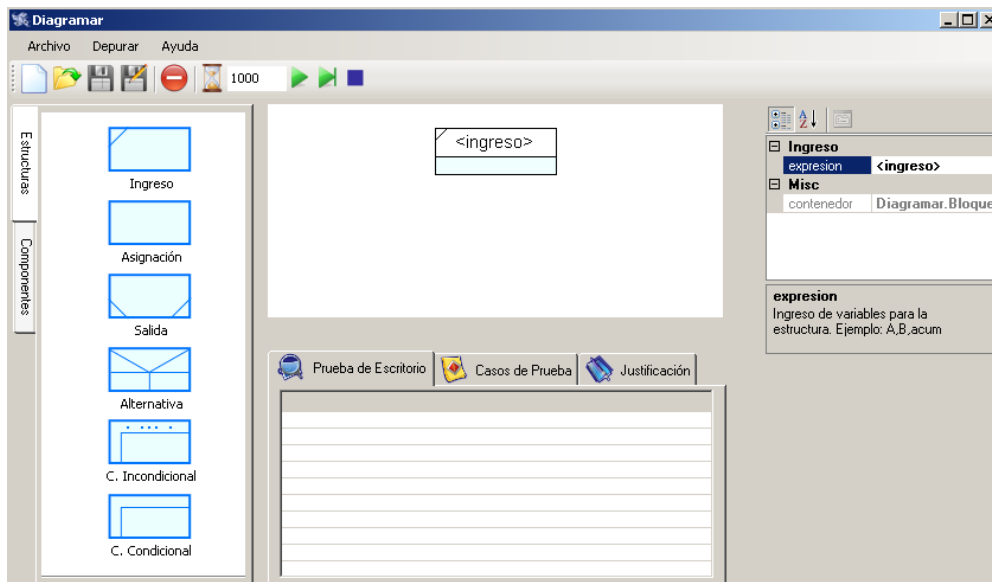 Diagramar
Archivo Depurar Ayuda
1000
Estructuras
Componentes
Ingreso
Asignación
Salida
Alternativa
C. Incondicional
C. Condicional
<ingreso>
Prueba de Escritorio Casos de Prueba Justificación
Ingreso
expresion <ingreso>
Misc
contenedor Diagramar.Bloque
expresion
Ingreso de variables para la
estructura. Ejemplo: A,B,acum